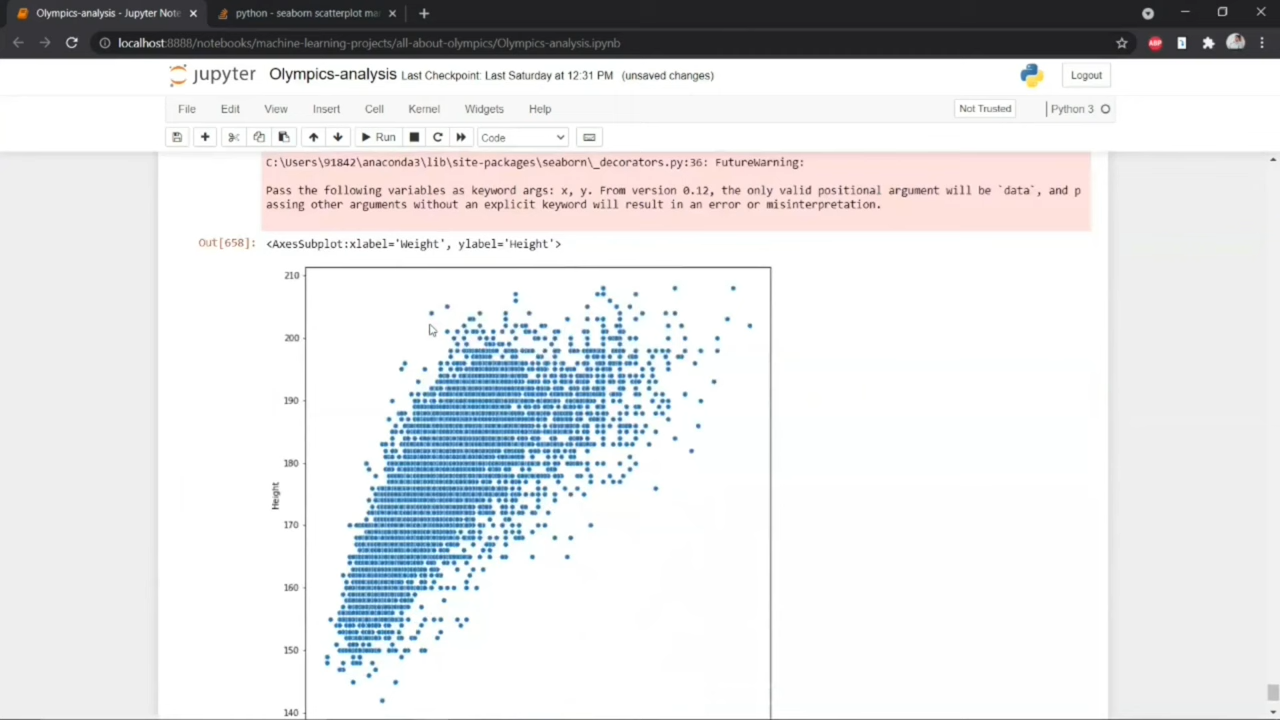 Olympics-analysis - Jupyter Note
python - seaborn scatterplot ma
localhost:8888/notebooks/machine-learning-projects/all-about-olympics/Olympics-analysis.ipynb
ABP
jupyter Olympics-analysis Last Checkpoint: Last Saturday at 12:31 PM (unsaved changes)
Logout
File Edit View Insert Cell Kernel Widgets Help
Not Trusted
Python 3
Run
Code
C:\Users\91842\anaconda3\lib\site-packages\seaborn\_decorators.py:36: FutureWarning:
Pass the following variables as keyword args: x, y. From version 0.12, the only valid positional argument will be `data`, and p
assing other arguments without an explicit keyword will result in an error or misinterpretation.
Out[658]: <AxesSubplot:xlabel='Weight', ylabel='Height'>
210
200
190
180
Height
170
160
150
140